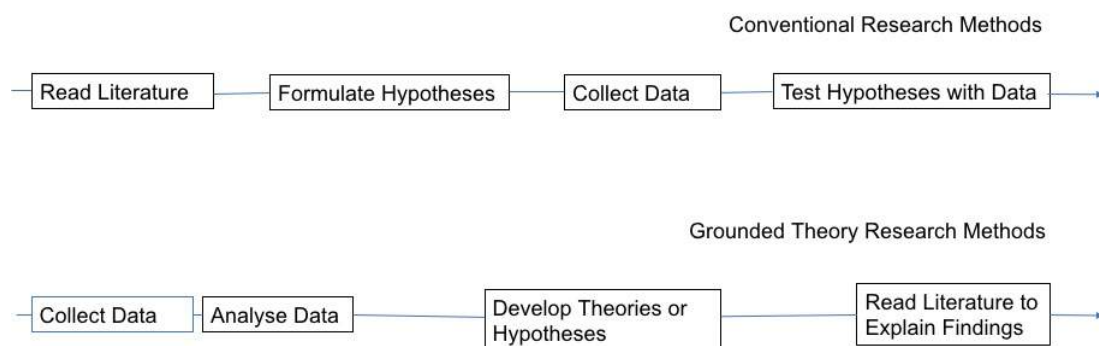 Conventional Research Methods
Read Literature
Formulate Hypotheses
Collect Data
Test Hypotheses with Data
Grounded Theory Research Methods
Collect Data
Analyse Data
Develop Theories or
Hypotheses
Read Literature to
Explain Findings